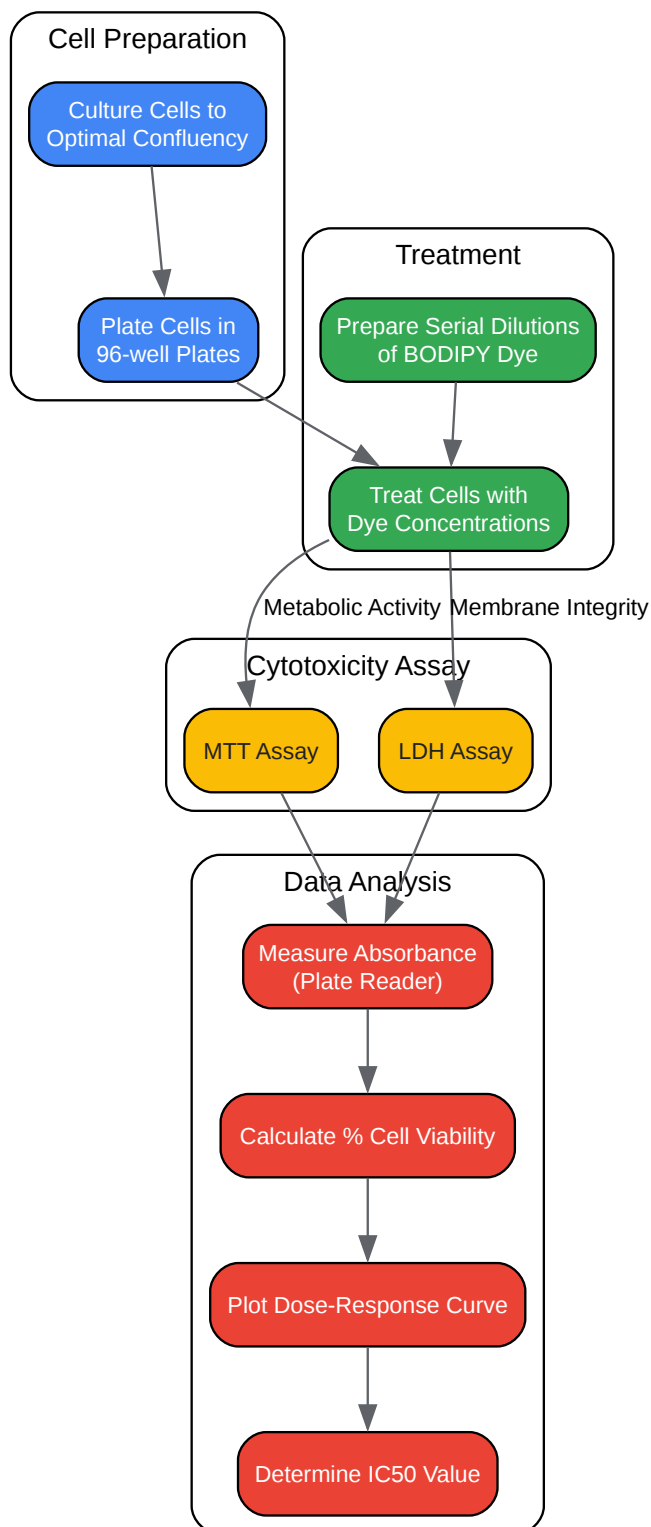 Cell Preparation
Culture Cells to
Optimal Confluency
Plate Cells in
96-well Plates
Treatment
Prepare Serial Dilutions
of BODIPY Dye
Treat Cells with
Dye Concentrations
Metabolic Activity
Membrane Integrity
Cytotoxicity Assay
MTT Assay
LDH Assay
Data Analysis
Measure Absorbance
(Plate Reader)
Calculate % Cell Viability
Plot Dose-Response Curve
Determine IC50 Value